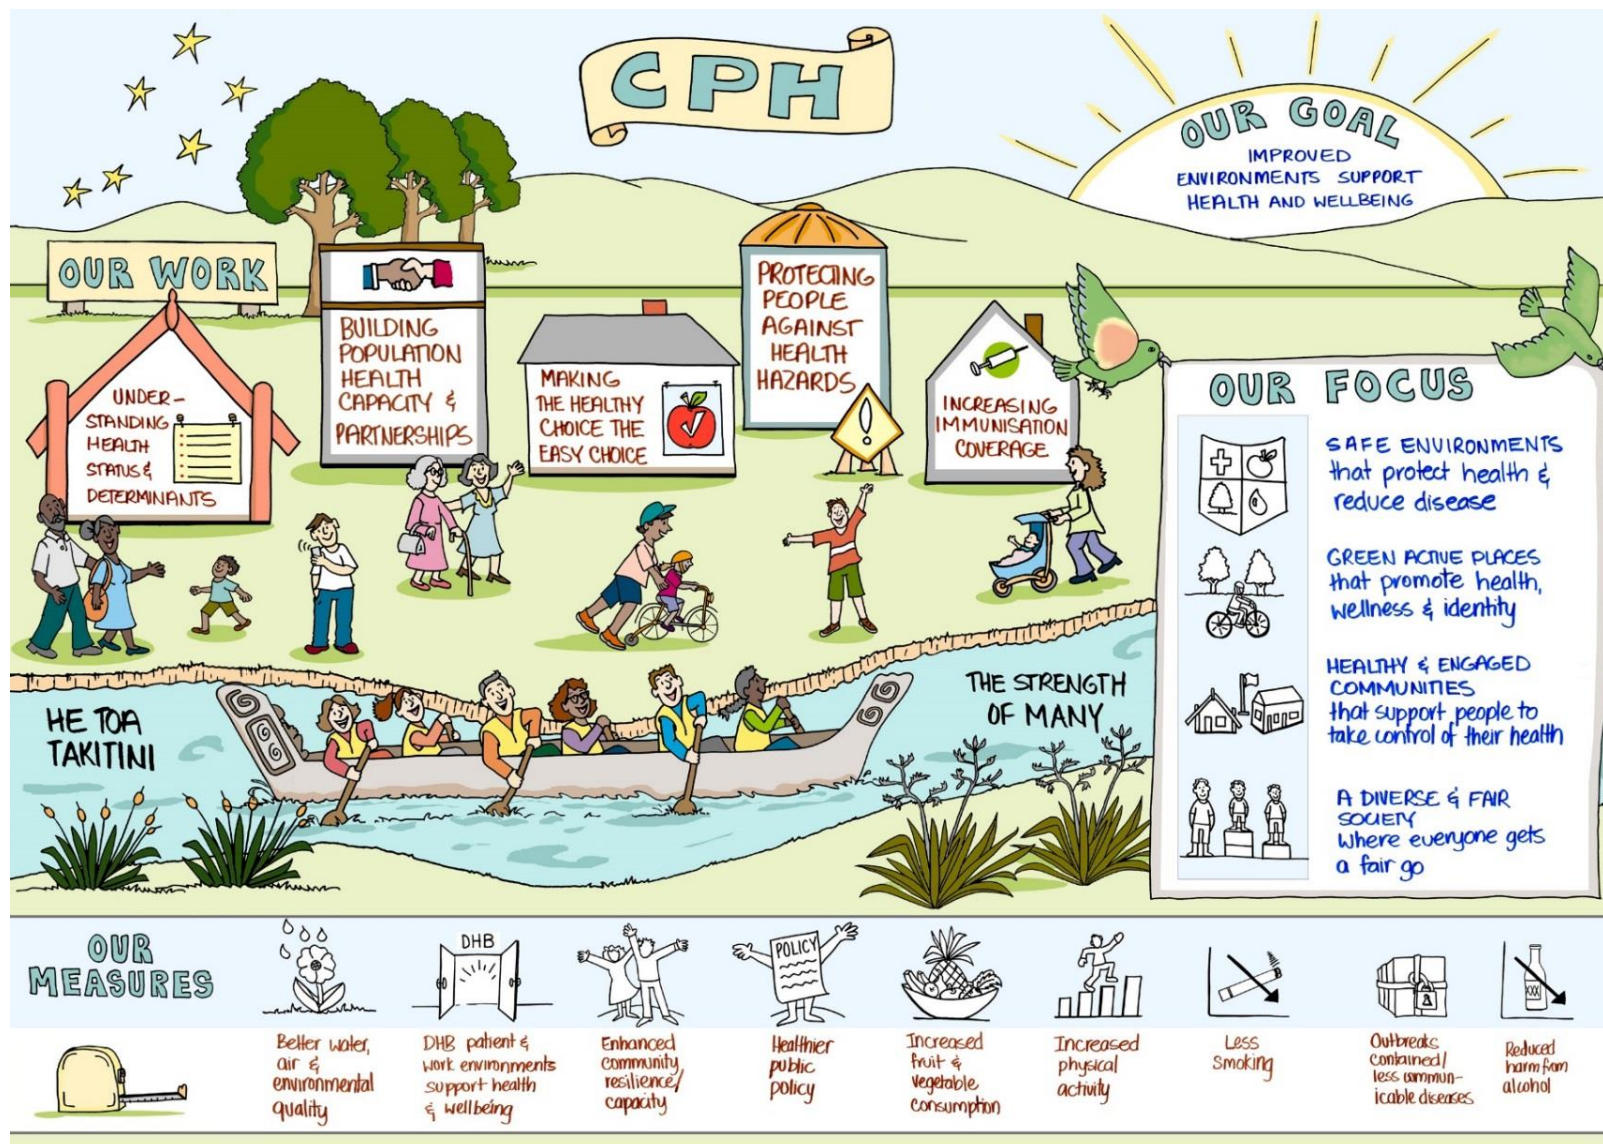 CPH
OUR GOAL
IMPROVED
ENVIRONMENTS SUPPORT
HEALTH AND WELLBEING
OUR WORK
UNDER-
STANDING
HEALTH
STATUS &
DETERMINANTS
BUILDING
POPULATION
HEALTH
CAPACITY &
PARTNERSHIPS
MAKING
THE HEALTHY
CHOICE THE
EASY CHOICE
PROTECTING
PEOPLE
AGAINST
HEALTH
HAZARDS
!
INCREASING
IMMUNISATION
COVERAGE
OUR FOCUS
SAFE ENVIRONMENTS
that protect health &
reduce disease
GREEN ACTIVE PLACES
that promote health,
wellness & identity
HEALTHY & ENGAGED
COMMUNITIES
that support people to
take control of their health
A DIVERSE & FAIR
SOCIETY
where everyone gets
a fair go
HE TOA
TAKITINI
THE STRENGTH
OF MANY
OUR
MEASURES
Better water,
air &
environmental
quality
DHB
DHB patient &
work environments
support health
& wellbeing
Enhanced
community
resilience/
capacity
POLICY
Healthier
public
policy
Increased
fruit &
vegetable
consumption
Increased
physical
activity
Less
Smoking
Outbreaks
contained/
less commun-
icable diseases
XXX
Reduced
harm from
alcohol